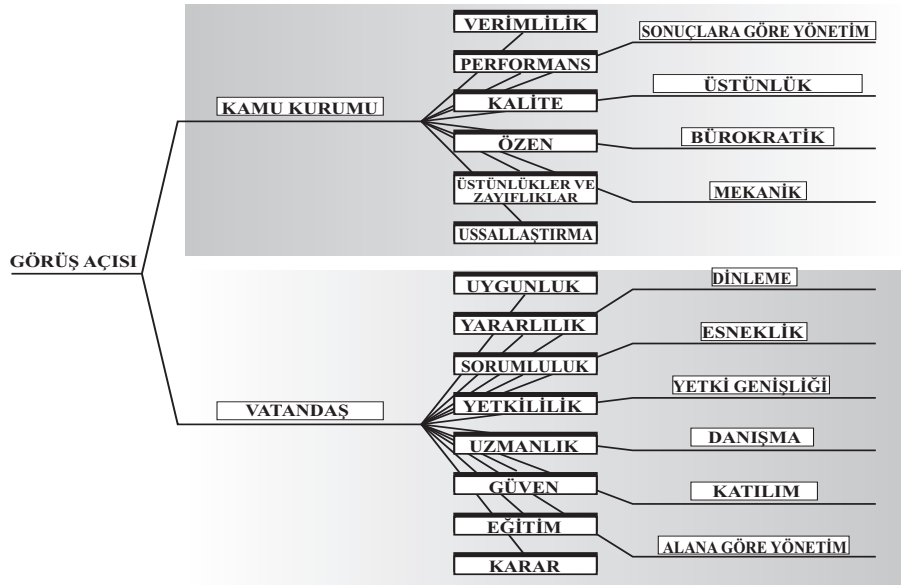 GÖRÜŞ AÇISI
KAMU KURUMU
VERİMLİLİK
PERFORMANS
KALİTE
ÖZEN
ÜSTÜNLÜKLER VE
ZAYIFLIKLAR
USSALLAŞTIRMA
SONUÇLARA GÖRE YÖNETİM
ÜSTÜNLÜK
BÜROKRATİK
MEKANİK
VATANDAŞ
UYGUNLUK
YARARLILIK
SORUMLULUK
YETKİLİLİK
UZMANLIK
GÜVEN
EĞİTİM
KARAR
DİNLEME
ESNEKLİK
YETKİ GENİŞLİĞİ
DANIŞMA
KATILIM
ALANA GÖRE YÖNETİM